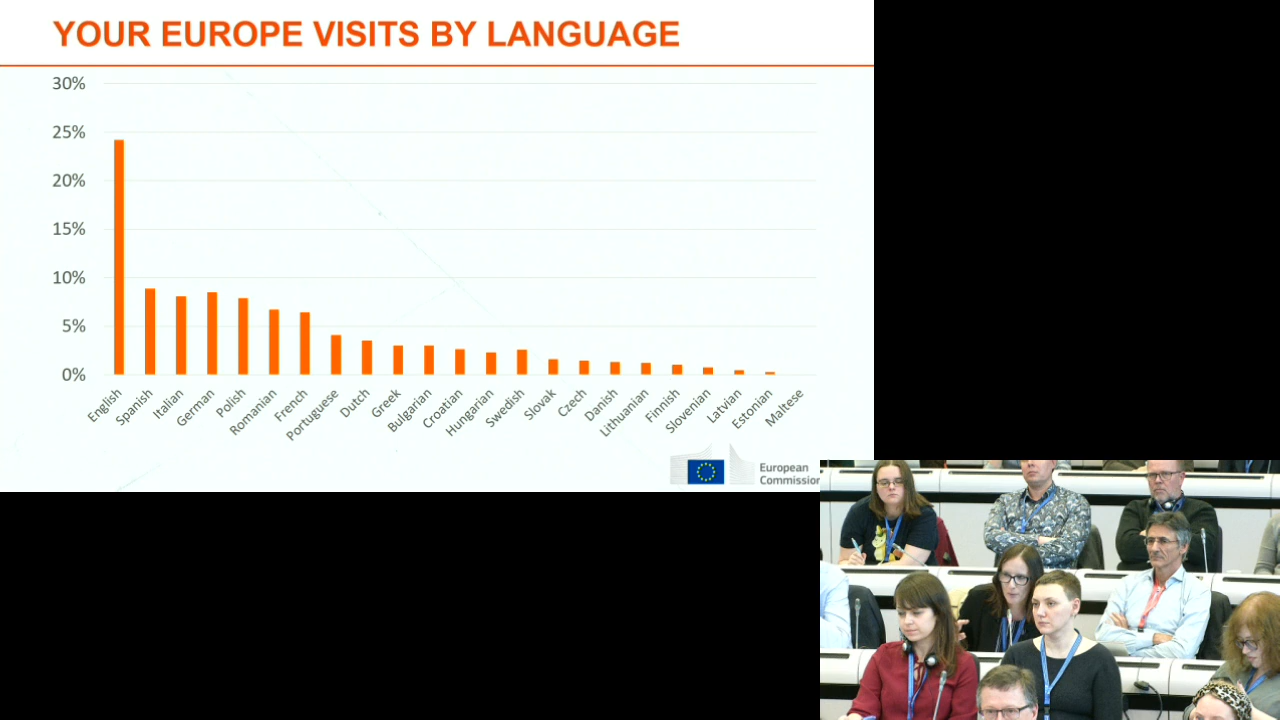 YOUR EUROPE VISITS BY LANGUAGE
30%
25%
20%
15%
10%
5%
0%
English
Spanish
Italian
German
Polish
Romanian
French
Portuguese
Dutch
Greek
Bulgarian
Croatian
Hungarian
Swedish
Slovak
Czech
Danish
Lithuanian
Finnish
Slovenian
Latvian
Estonian
Maltese
European
Commission